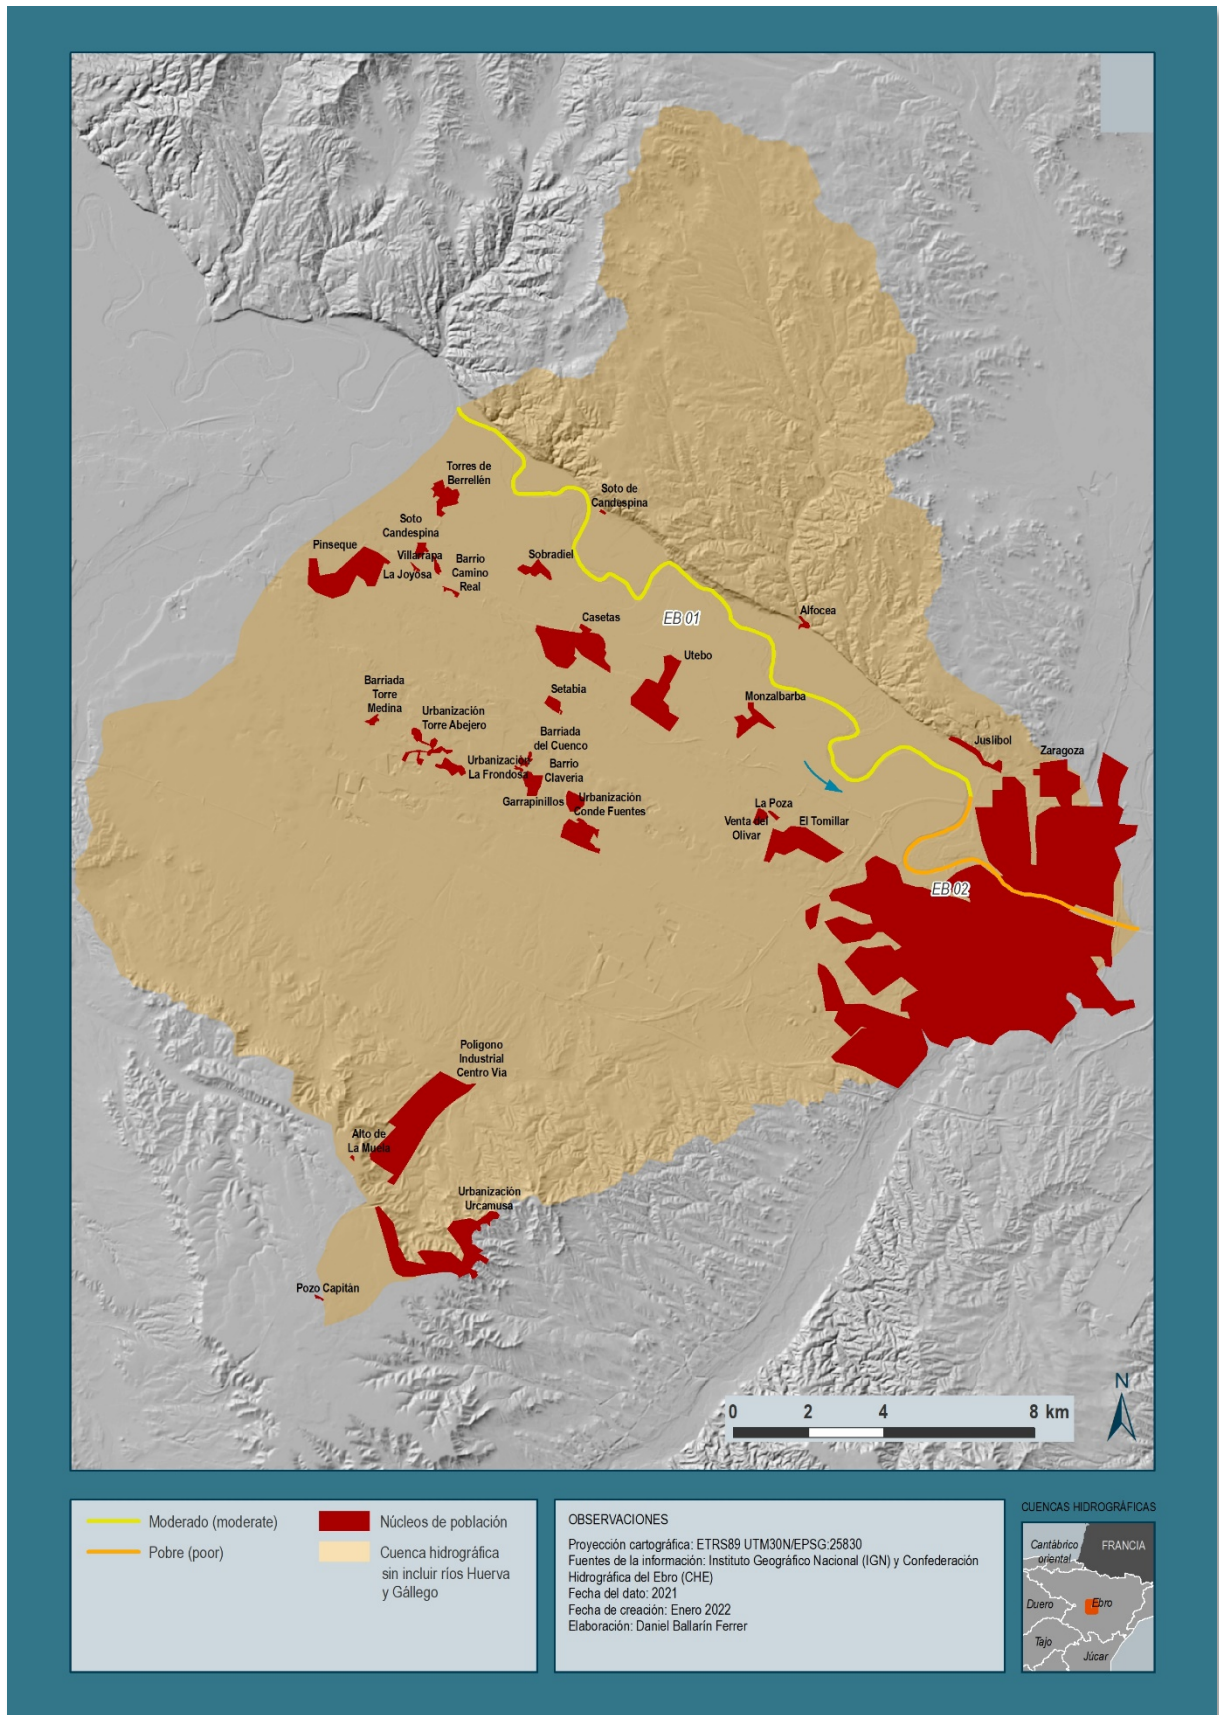 Torres de
Berrellén
Soto de
Candespina
Soto
Candespina
Pinseque
Villarrapa
La Joyosa
Barrio
Camino
Real
Sobradiel
Alfocea
EB 01
Casetas
Utebo
Barriada
Torre
Medina
Setabia
Monzalbarba
Urbanización
Torre Abejero
Barriada
del Cuenco
Juslibol
Zaragoza
Urbanización
La Frondosa
Barrio
Claveria
Garrapinillos
Urbanización
Conde Fuentes
La Poza
Venta del
Olivar
El Tomillar
EB 02
Poligono
Industrial
Centro Via
Alto de
La Muela
Urbanización
Urcamusa
Pozo Capitán
N
0 2 4 8 km
Moderado (moderate)
Pobre (poor)
Núcleos de población
Cuenca hidrográfica
sin incluir ríos Huerva
y Gállego
OBSERVACIONES
Proyección cartográfica: ETRS89 UTM30N/EPSG:25830
Fuentes de la información: Instituto Geográfico Nacional (IGN) y Confederación
Hidrográfica del Ebro (CHE)
Fecha del dato: 2021
Fecha de creación: Enero 2022
Elaboración: Daniel Ballarín Ferrer
CUENCAS HIDROGRÁFICAS
Cantábrico
oriental
FRANCIA
Duero
Ebro
Tajo
Júcar